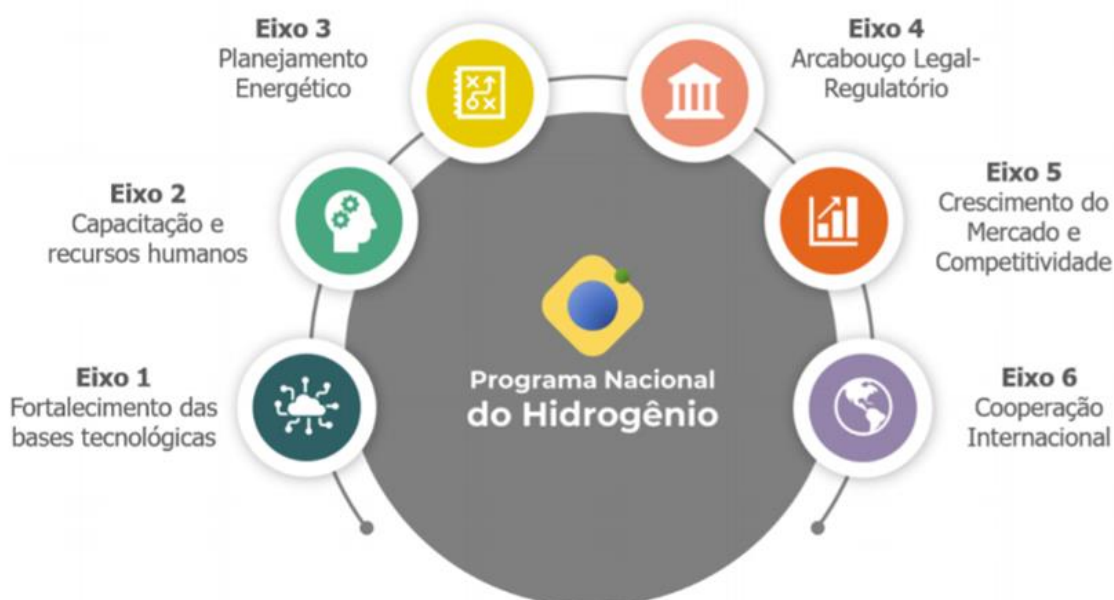 Eixo 1
Fortalecimento das
bases tecnológicas
Eixo 2
Capacitação e
recursos humanos
Eixo 3
Planejamento
Energético
Eixo 4
Arcabouço Legal-
Regulatório
Eixo 5
Crescimento do
Mercado e
Competitividade
Eixo 6
Cooperação
Internacional
Programa Nacional
do Hidrogênio